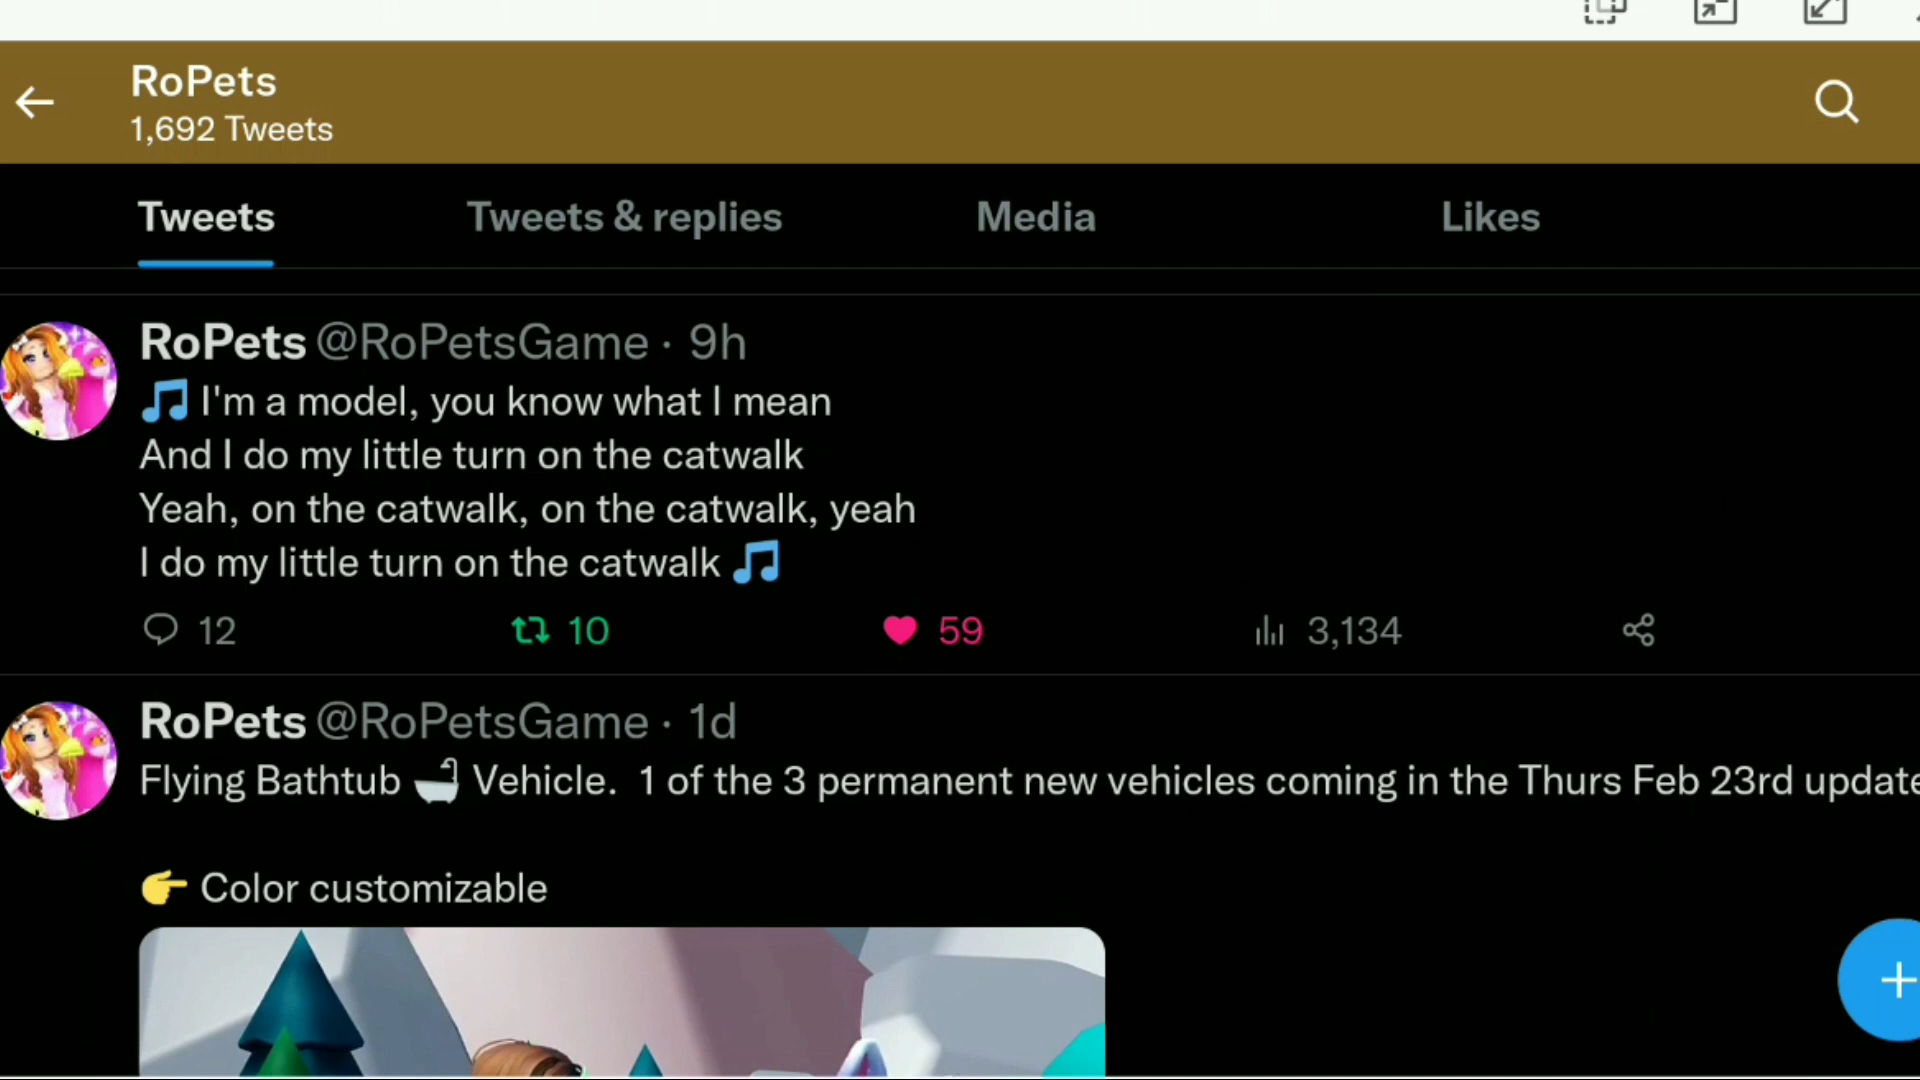 RoPets
1,692 Tweets
Tweets Tweets & replies Media Likes
RoPets @RoPetsGame · 9h
🎵 I'm a model, you know what I mean
And I do my little turn on the catwalk
Yeah, on the catwalk, on the catwalk, yeah
I do my little turn on the catwalk 🎵
12 10 59 3,134
RoPets @RoPetsGame · 1d
Flying Bathtub 🛁 Vehicle. 1 of the 3 permanent new vehicles coming in the Thurs Feb 23rd update
👉 Color customizable